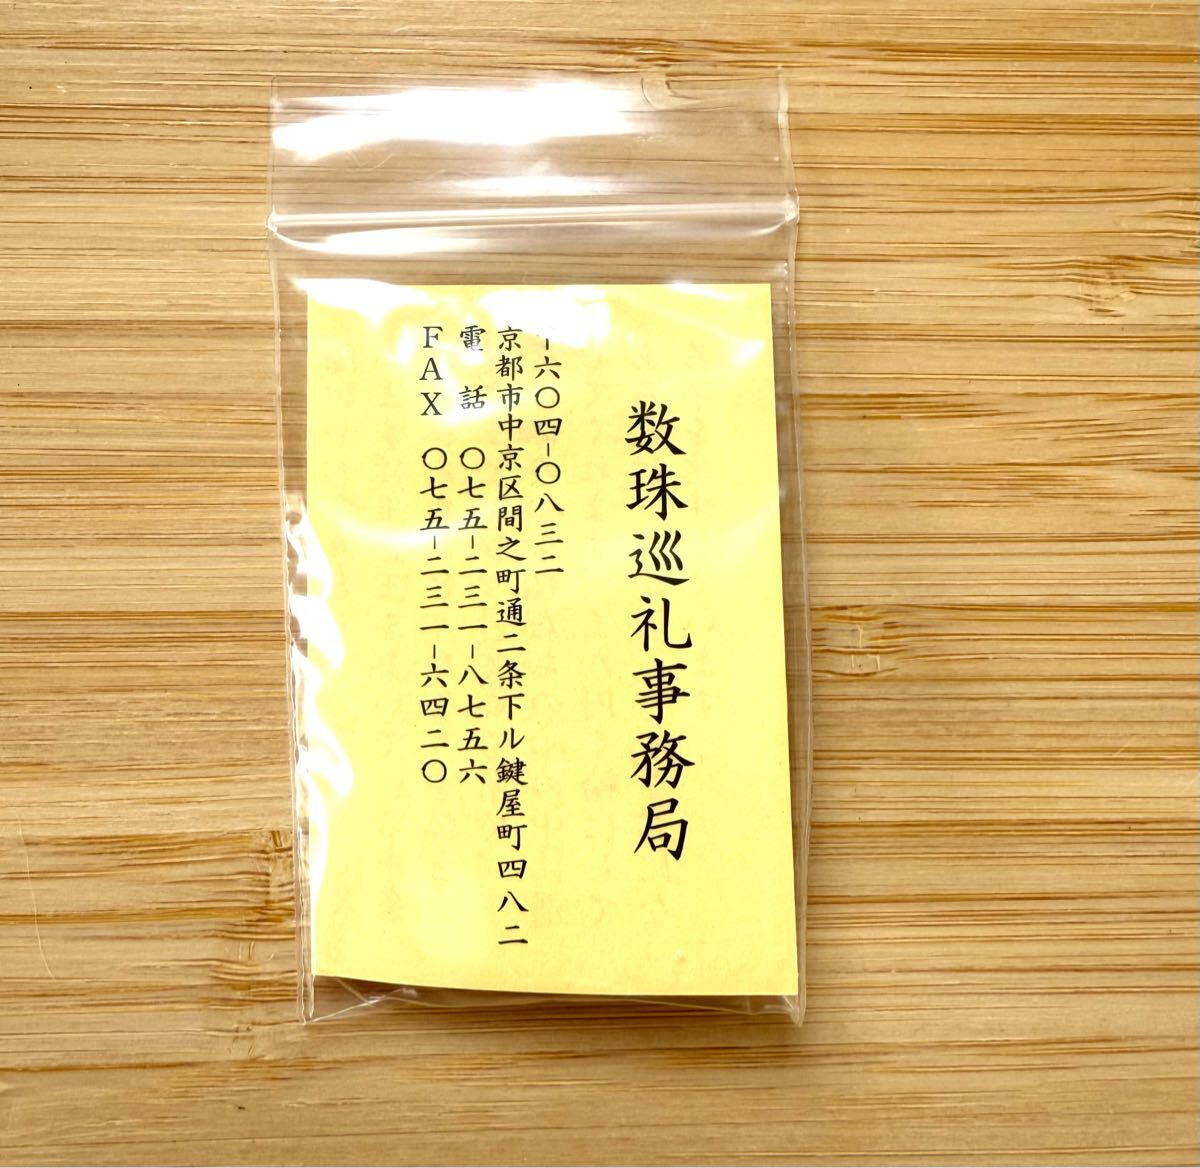 数珠巡礼事務局
〒六〇四-〇八三二
京都市中京区間之町通二条下ル鍵屋町四八二
電話 〇七五-二三一-八七五六
FAX 〇七五-二三一-六四二〇